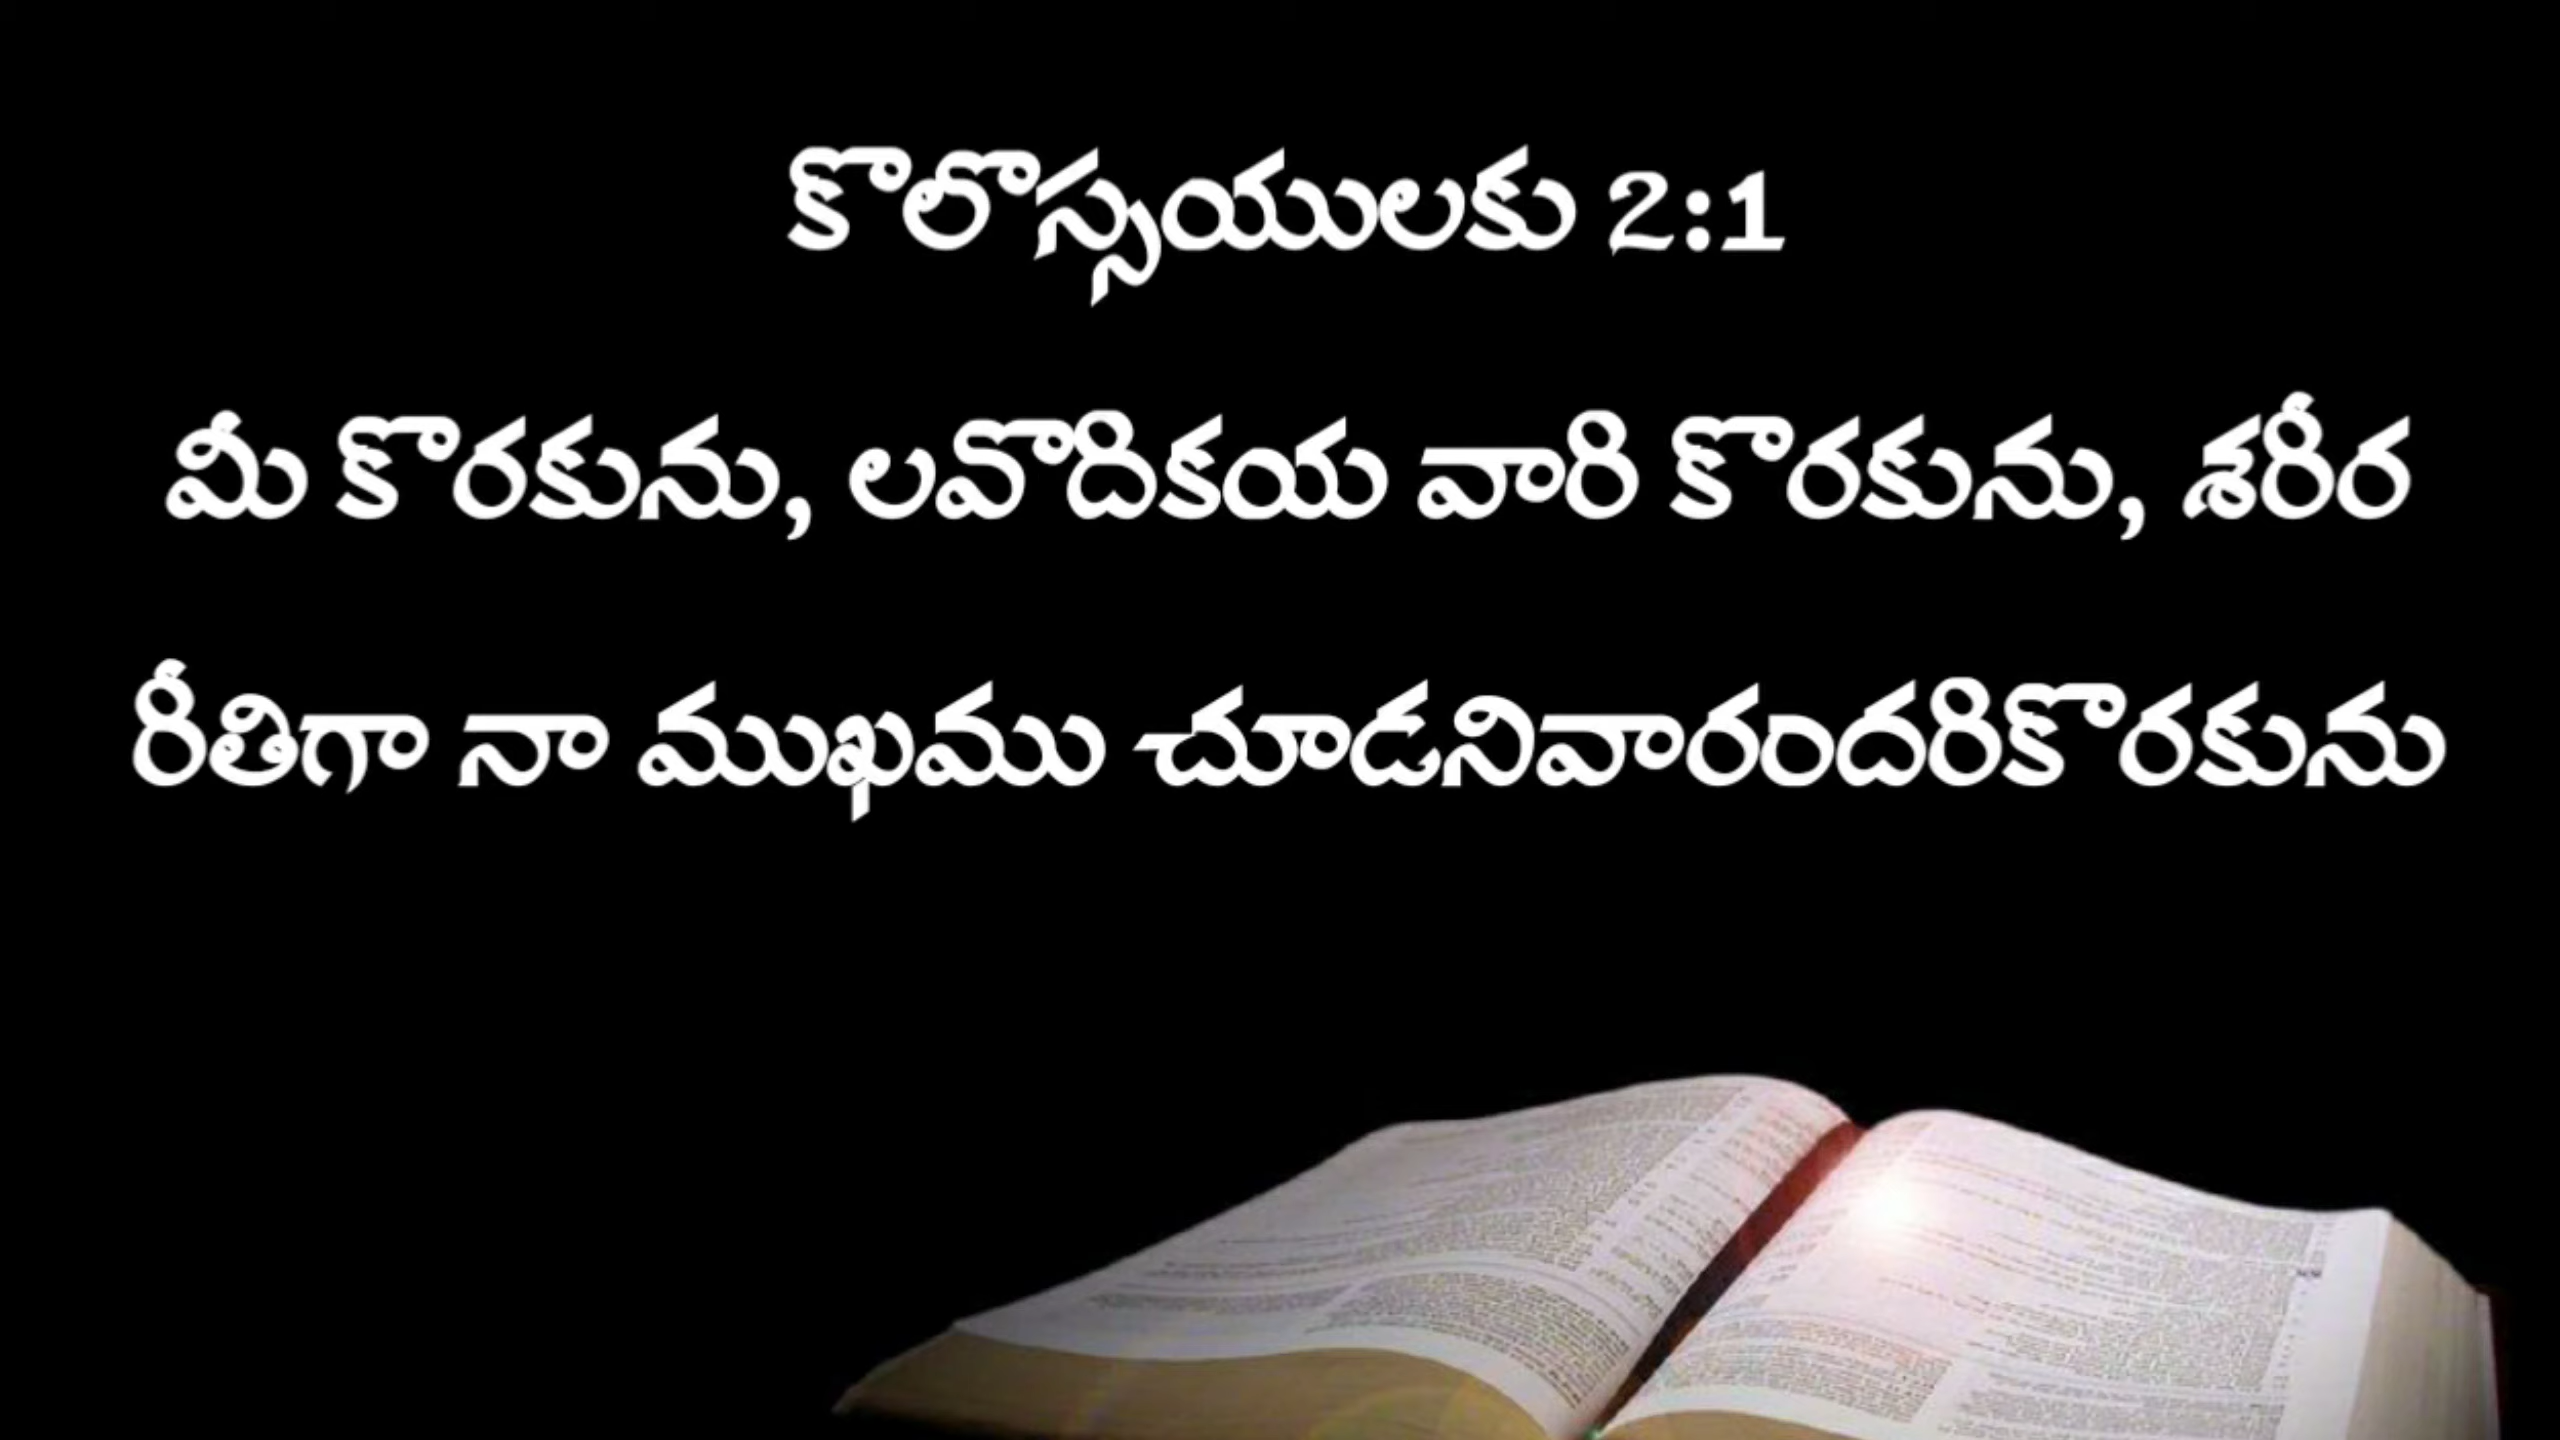 కొలొస్సయులకు 2:1
మీ కొరకును, లవొదికయ వారి కొరకును, శరీర
రీతిగా నా ముఖము చూడనివారందరికొరకును